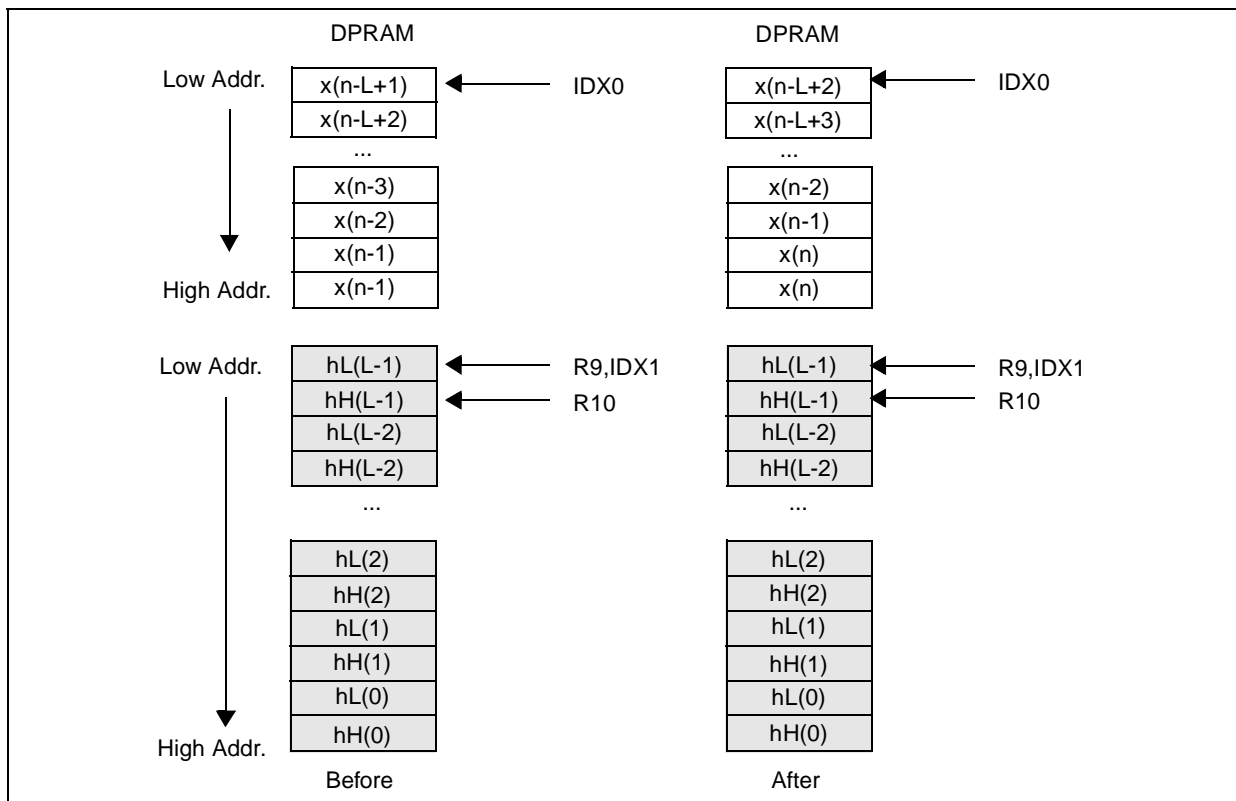 DPRAM DPRAM
Low Addr. x(n-L+1) IDX0 x(n-L+2) IDX0
x(n-L+2) x(n-L+3)
... ...
x(n-3) x(n-2)
x(n-2) x(n-1)
x(n-1) x(n)
High Addr. x(n-1) x(n)
Low Addr. hL(L-1) R9,IDX1 hL(L-1) R9,IDX1
hH(L-1) R10 hH(L-1) R10
hL(L-2) hL(L-2)
hH(L-2) hH(L-2)
... ...
hL(2) hL(2)
hH(2) hH(2)
hL(1) hL(1)
hH(1) hH(1)
hL(0) hL(0)
High Addr. hH(0) hH(0)
Before After